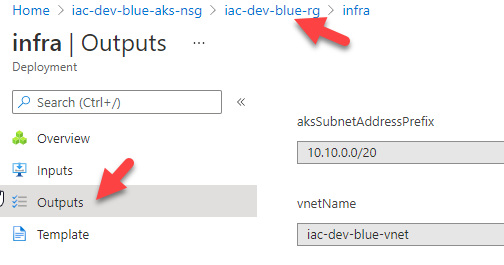 Home > iac-dev-blue-aks-nsg > iac-dev-blue-rg > infra
infra | Outputs ...
Deployment
Search (Ctrl+/) «
Overview
Inputs
Outputs
Template
aksSubnetAddressPrefix
10.10.0.0/20
vnetName
iac-dev-blue-vnet